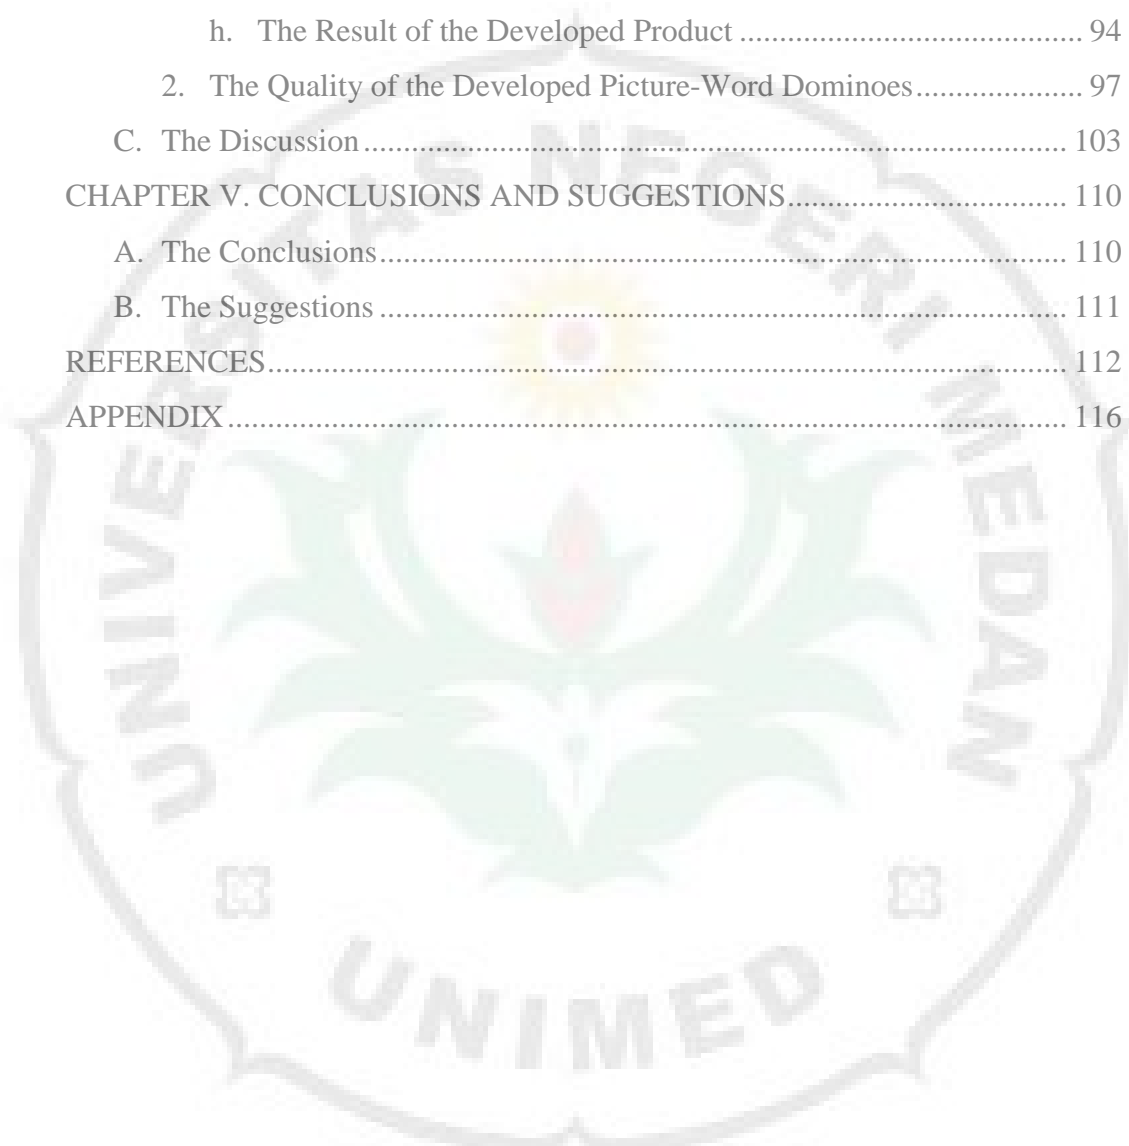 h. The Result of the Developed Product ........................................... 94
2. The Quality of the Developed Picture-Word Dominoes ..................... 97
C. The Discussion ........................................................................................ 103
CHAPTER V. CONCLUSIONS AND SUGGESTIONS ................................... 110
A. The Conclusions ...................................................................................... 110
B. The Suggestions ...................................................................................... 111
REFERENCES .................................................................................................... 112
APPENDIX ......................................................................................................... 116
UNIVERSITAS NEGERI MEDAN
UNIMED